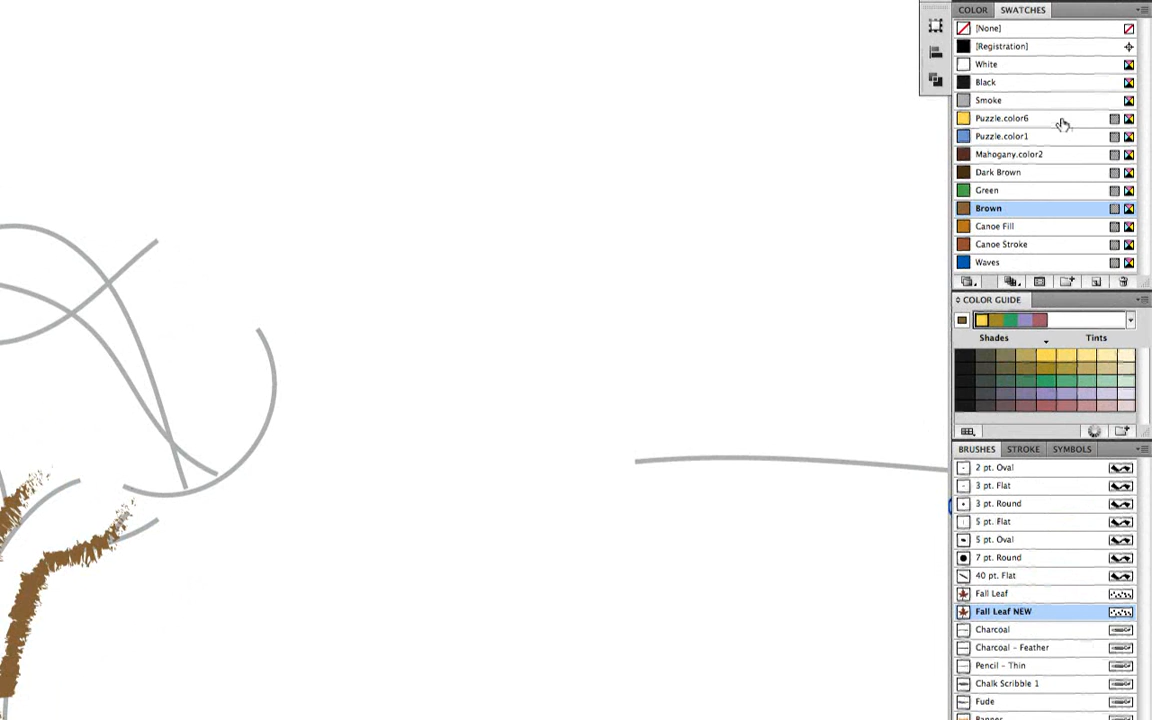 COLOR SWATCHES
[None]
[Registration]
White
Black
Smoke
Puzzle.color6
Puzzle.color1
Mahogany.color2
Dark Brown
Green
Brown
Canoe Fill
Canoe Stroke
Waves
COLOR GUIDE
Shades Tints
BRUSHES STROKE SYMBOLS
2 pt. Oval
3 pt. Flat
3 pt. Round
5 pt. Flat
5 pt. Oval
7 pt. Round
40 pt. Flat
Fall Leaf
Fall Leaf NEW
Charcoal
Charcoal - Feather
Pencil - Thin
Chalk Scribble 1
Fude